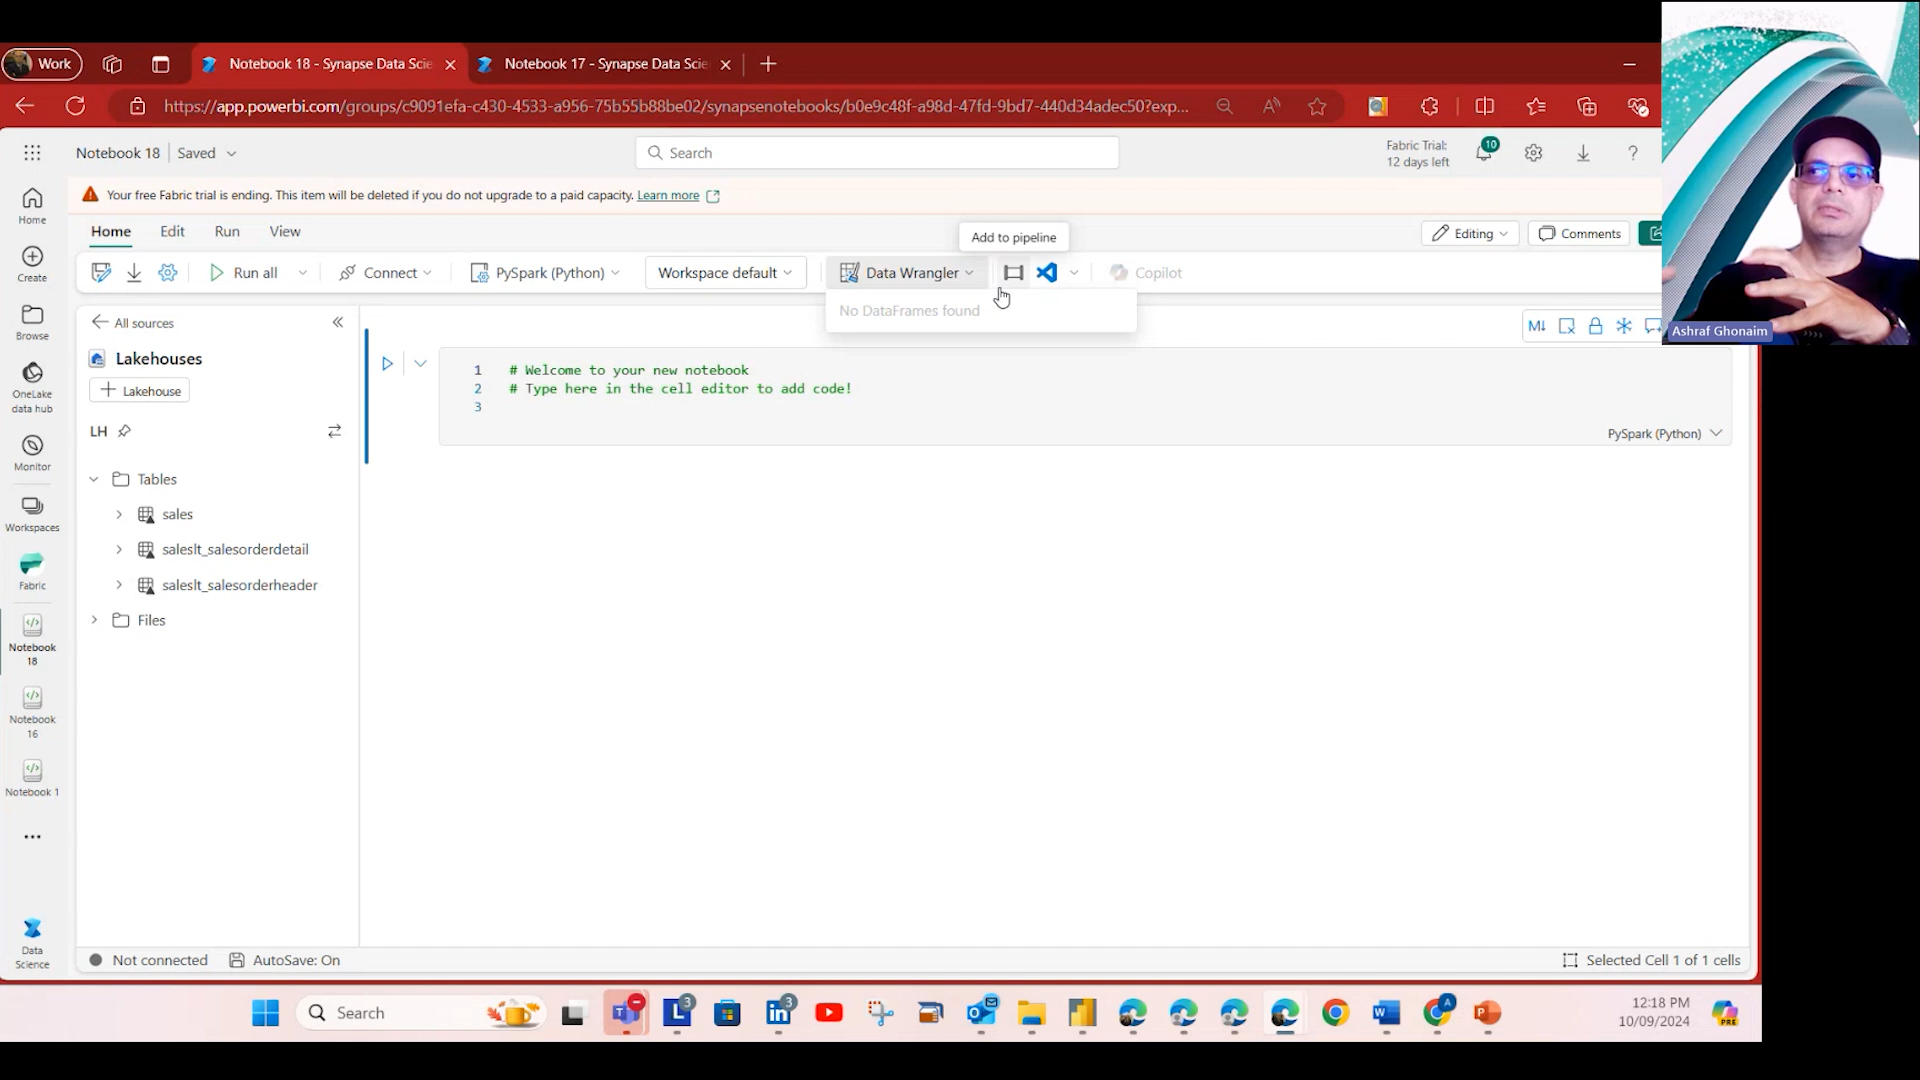 Work
Notebook 18 - Synapse Data Scie
Notebook 17 - Synapse Data Scie
https://app.powerbi.com/groups/c9091efa-c430-4533-a956-75b55b88be02/synapsenotebooks/b0e9c48f-a98d-47fd-9bd7-440d34adec50?exp...
Notebook 18 | Saved
Search
Fabric Trial:
12 days left
10
?
Your free Fabric trial is ending. This item will be deleted if you do not upgrade to a paid capacity. Learn more
Home
Edit
Run
View
Add to pipeline
Editing
Comments
Run all
Connect
PySpark (Python)
Workspace default
Data Wrangler
Copilot
No DataFrames found
Home
Create
Browse
OneLake
data hub
Monitor
Workspaces
Fabric
Notebook
18
Notebook
16
Notebook 1
...
Data
Science
All sources
Lakehouses
+ Lakehouse
LH
Tables
sales
saleslt_salesorderdetail
saleslt_salesorderheader
Files
M↓
1 # Welcome to your new notebook
2 # Type here in the cell editor to add code!
3
PySpark (Python)
Ashraf Ghonaim
Not connected
AutoSave: On
Selected Cell 1 of 1 cells
Search
3
3
12:18 PM
10/09/2024
PRE